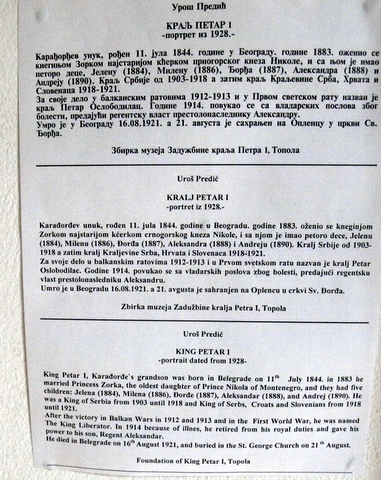 Урош Предић
КРАЉ ПЕТАР I
-портрет из 1928.-
Карађорђев унук, рођен 11. јула 1844. године у Београду. године 1883. оженио се
кнегињом Зорком најстаријом кћерком црногорског кнеза Николе, и са њом је имао
петоро деце, Јелену (1884), Милену (1886), Ђорђа (1887), Александра (1888) и
Андреју (1890). Краљ Србије од 1903-1918 а затим краљ Краљевине Срба, Хрвата и
Словенаца 1918-1921.
За своје дело у балканским ратовима 1912-1913 и у Првом светском рату назван је
краљ Петар Ослободилац. Године 1914. повукао се са владарских послова због
болести, предајући регентску власт престолонаследнику Александру.
Умро је у Београду 16.08.1921. а 21. августа је сахрањен на Опленцу у цркви Св.
Ђорђа.
Збирка музеја Задужбине краља Петра I, Топола
Uroš Predić
KRALJ PETAR I
-portret iz 1928.-
Karađorđev unuk, rođen 11. jula 1844. godine u Beogradu. godine 1883. oženio se kneginjom
Zorkom najstarijom kćerkom crnogorskog kneza Nikole, i sa njom je imao petoro dece, Jelenu
(1884), Milenu (1886), Đorđa (1887), Aleksandra (1888) i Andreju (1890). Kralj Srbije od 1903-
1918 a zatim kralj Kraljevine Srba, Hrvata i Slovenaca 1918-1921.
Za svoje delo u balkanskim ratovima 1912-1913 i u Prvom svetskom ratu nazvan je kralj Petar
Oslobodilac. Godine 1914. povukao se sa vladarskih poslova zbog bolesti, predajući regentsku
vlast prestolonasledniku Aleksandru.
Umro je u Beogradu 16.08.1921. a 21. avgusta je sahranjen na Oplencu u crkvi Sv. Đorđa.
Zbirka muzeja Zadužbine kralja Petra I, Topola
Uroš Predić
KING PETAR I
-portrait dated from 1928-
King Petar I, Karađorđe's grandson was born in Belgrade on 11th July 1844. in 1883 he
married Princess Zorka, the oldest daughter of Prince Nikola of Montenegro, and they had five
children: Jelena (1884), Milena (1886), Đorđa (1887), Aleksandar (1888), and Andrej (1890). He
was a King of Serbia from 1903 until 1918 and King of Serbs, Croats and Slovenians from 1918
until 1921.
After the victory in Balkan Wars in 1912 and 1913 and in the First World War, he was named
The King Liberator. In 1914 because of illnes, he retired from his royal duties and gave his
power to his son, Regent Aleksandar.
He died in Belgrade on 16th August 1921, and buried in the St. George Church on 21th August.
Foundation of King Petar I, Topola